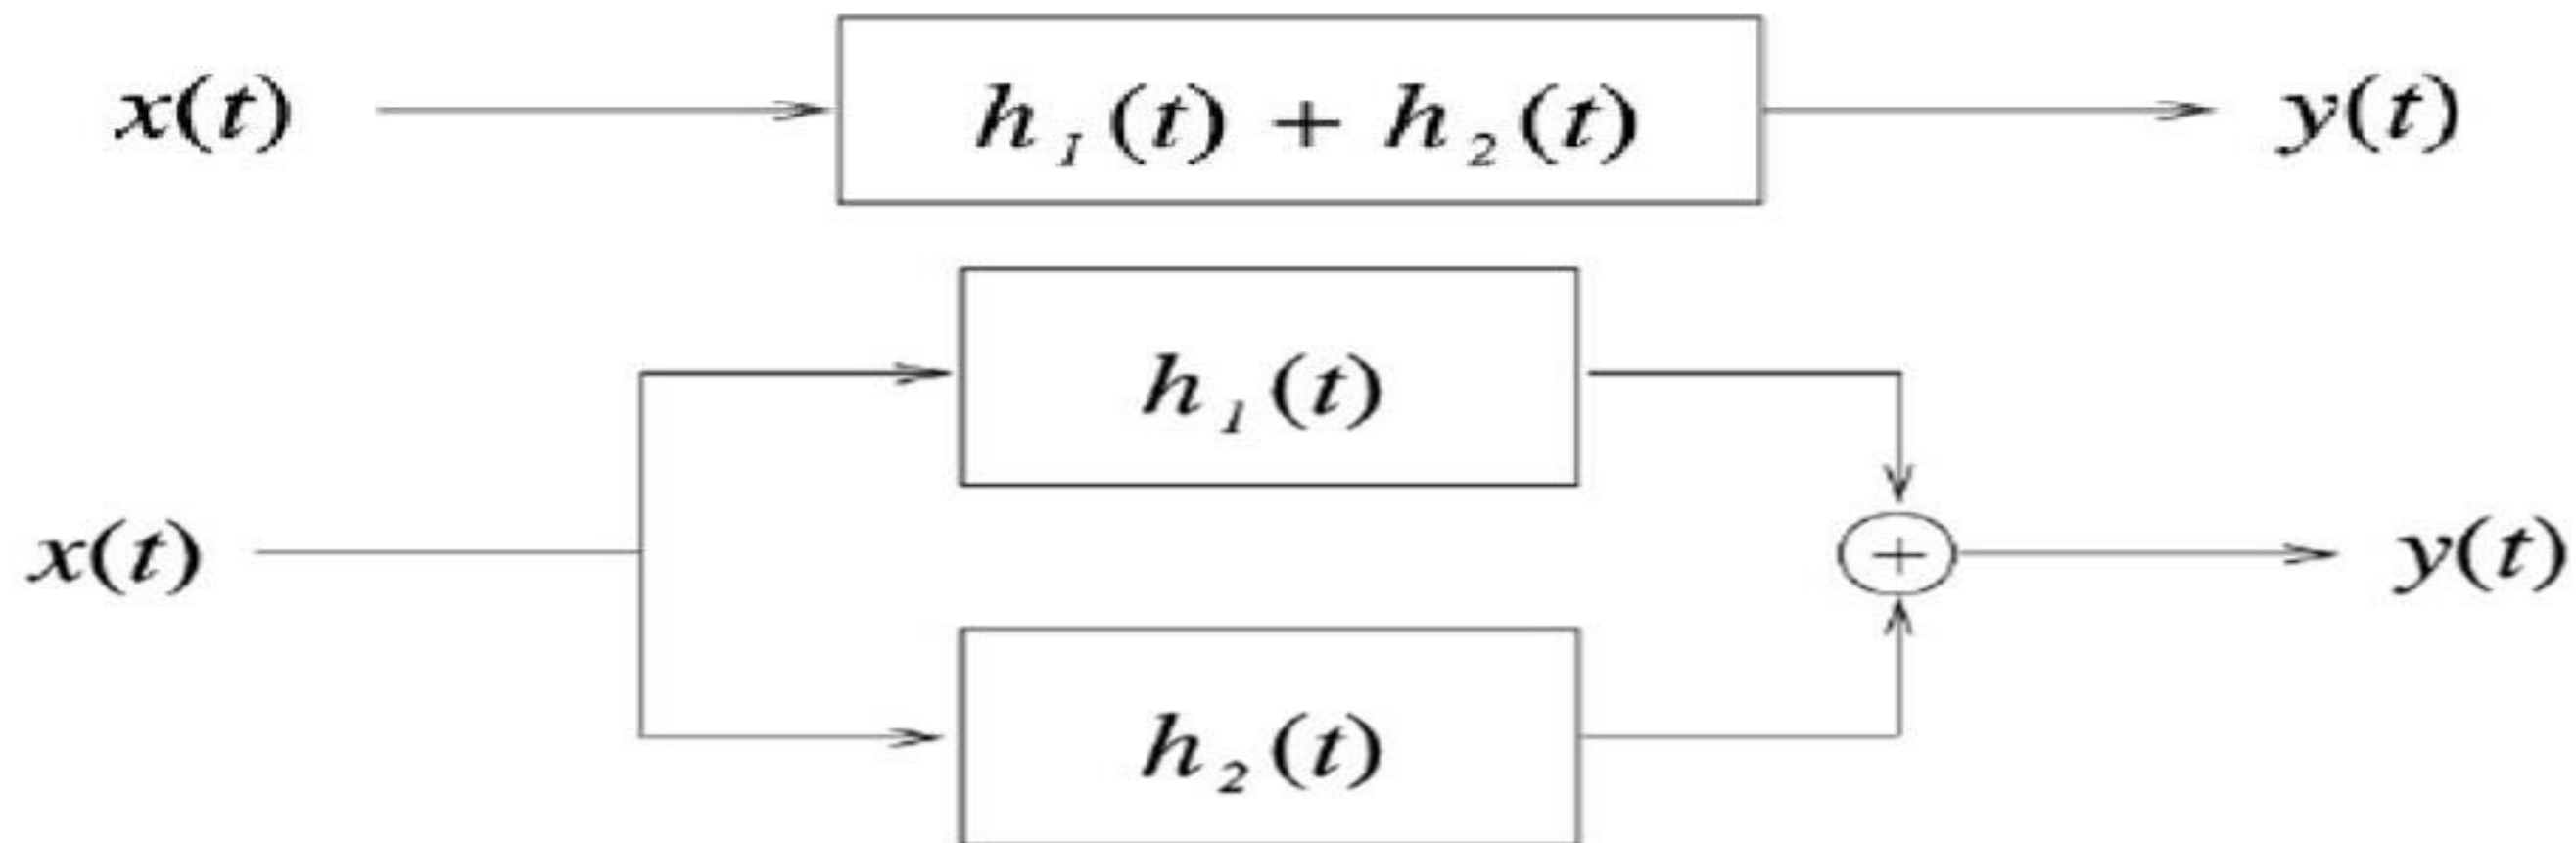 x(t) h₁(t) + h₂(t) y(t)
h₁(t)
x(t) + y(t)
h₂(t)